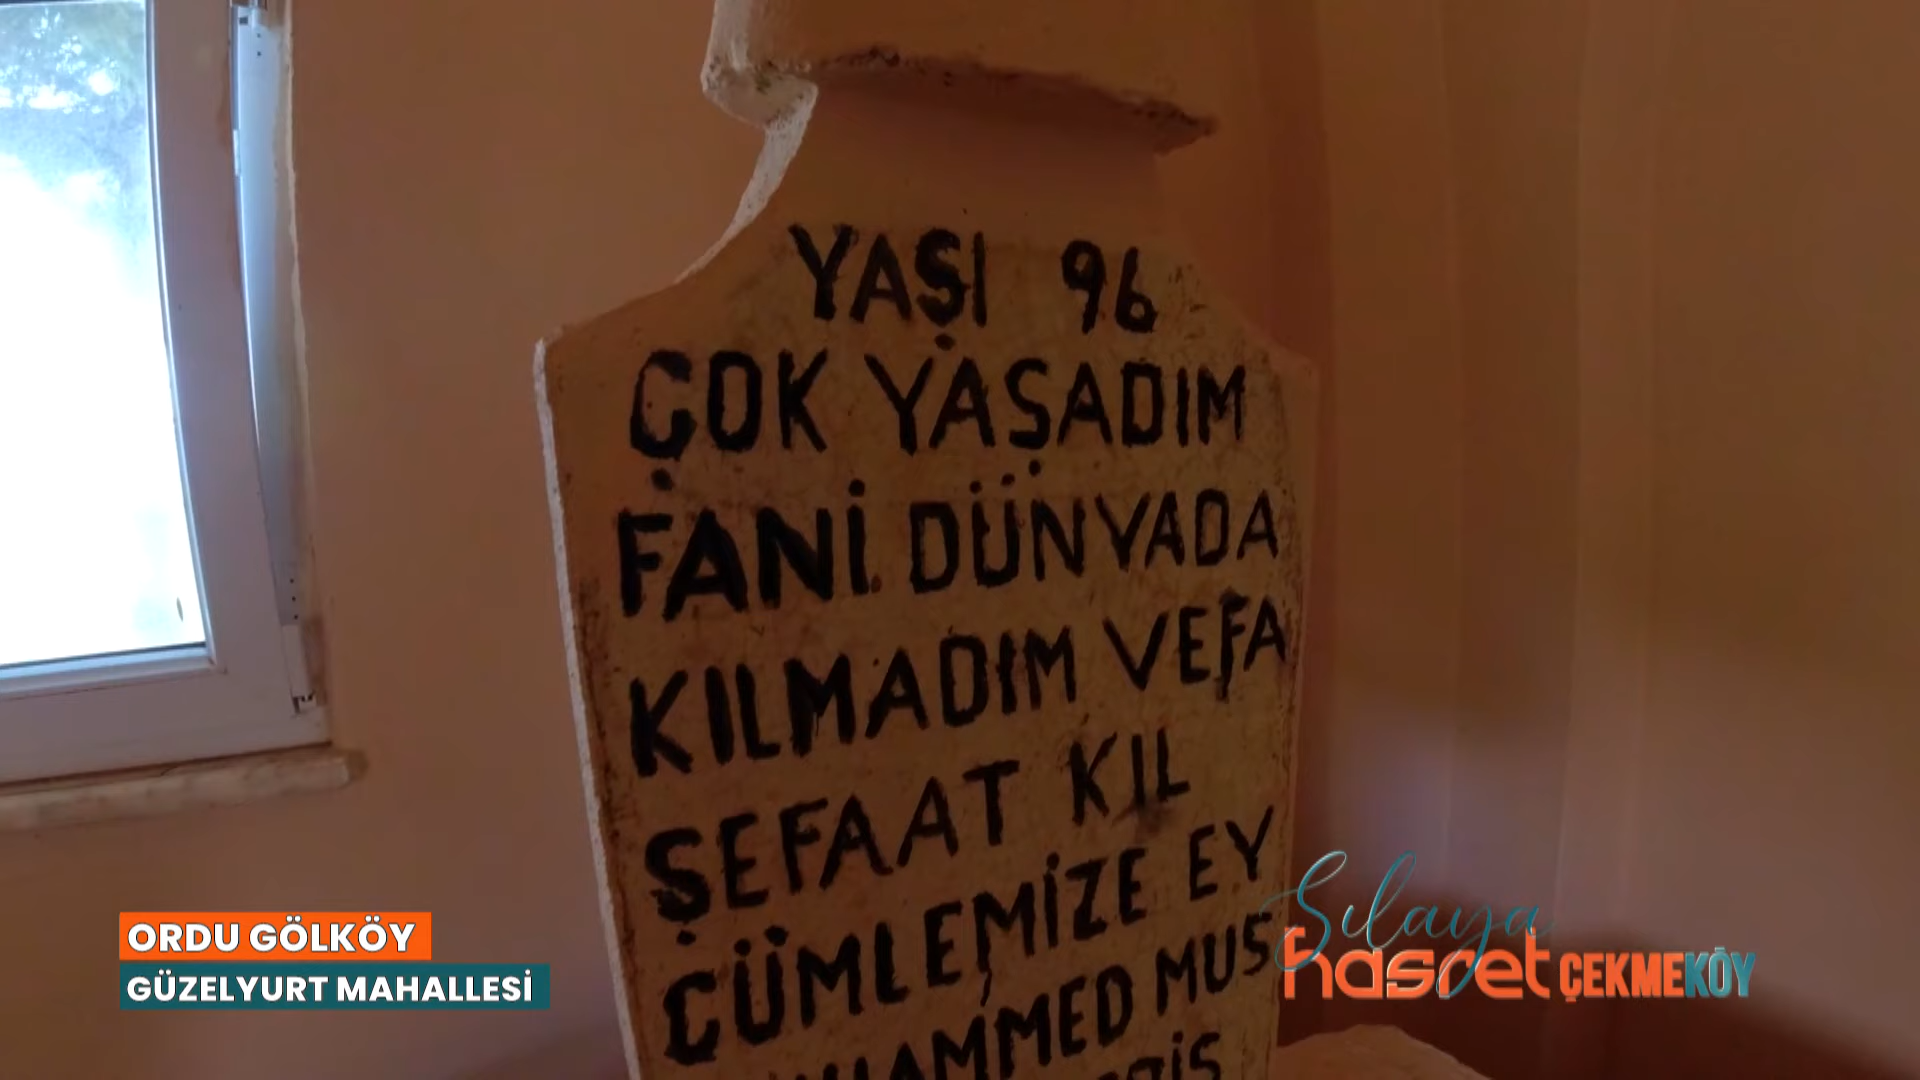 YAŞI 96
ÇOK YAŞADIM
FANİ DÜNYADA
KILMADIM VEFA
ŞEFAAT KIL
CÜMLEMİZE EY
MUS
ORDU GÖLKÖY
GÜZELYURT MAHALLESİ
Sılaya
hasret ÇEKMEKÖY